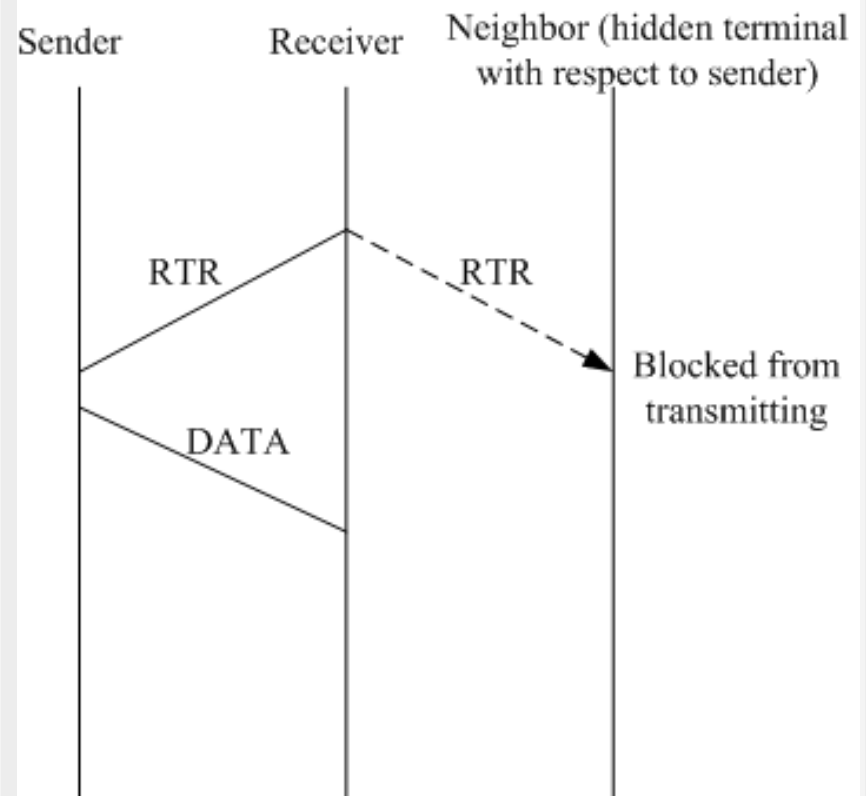 Sender
Receiver
Neighbor (hidden terminal
with respect to sender)
RTR
RTR
Blocked from
transmitting
DATA